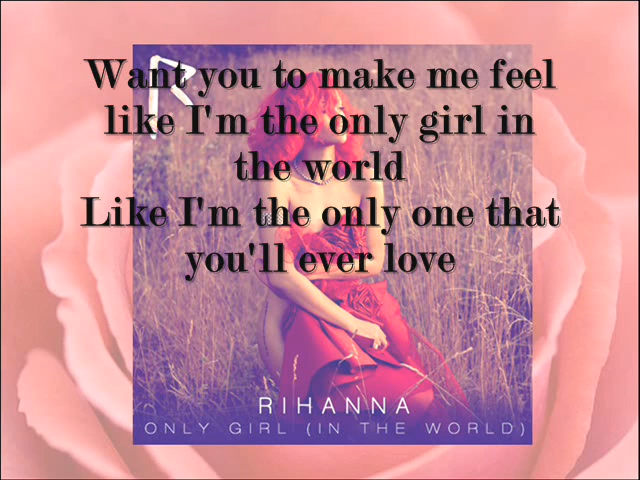 Want you to make me feel
like I'm the only girl in
the world
Like I'm the only one that
you'll ever love
R
RIHANNA
ONLY GIRL (IN THE WORLD)